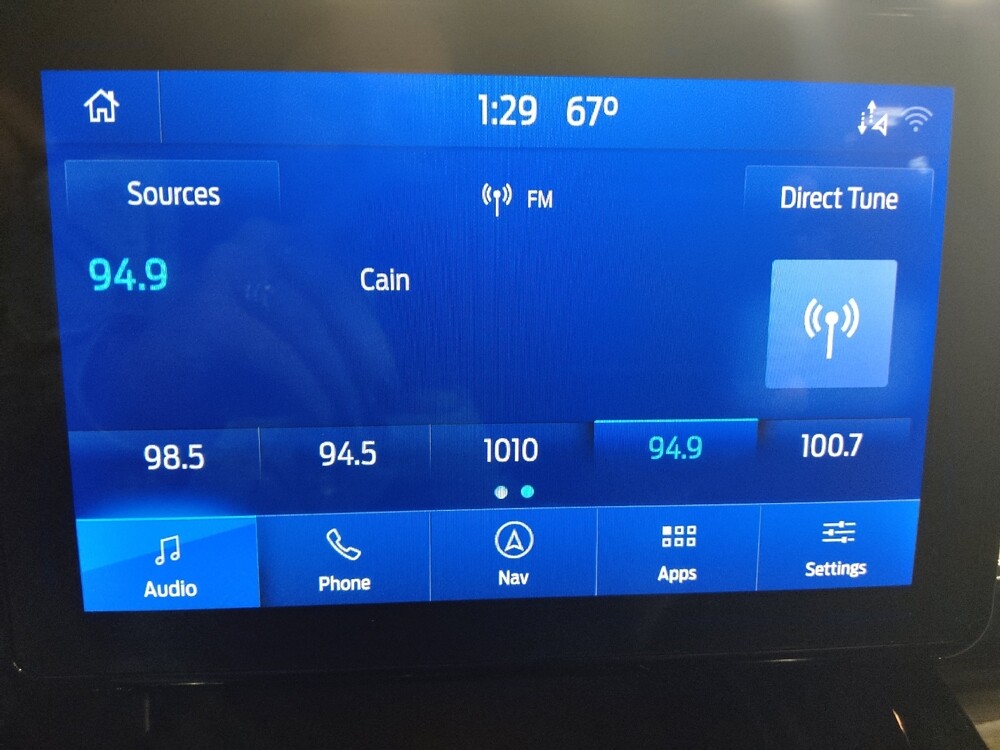 1:29 67°
Sources FM Direct Tune
94.9 Cain
98.5 94.5 1010 94.9 100.7
Audio Phone Nav Apps Settings